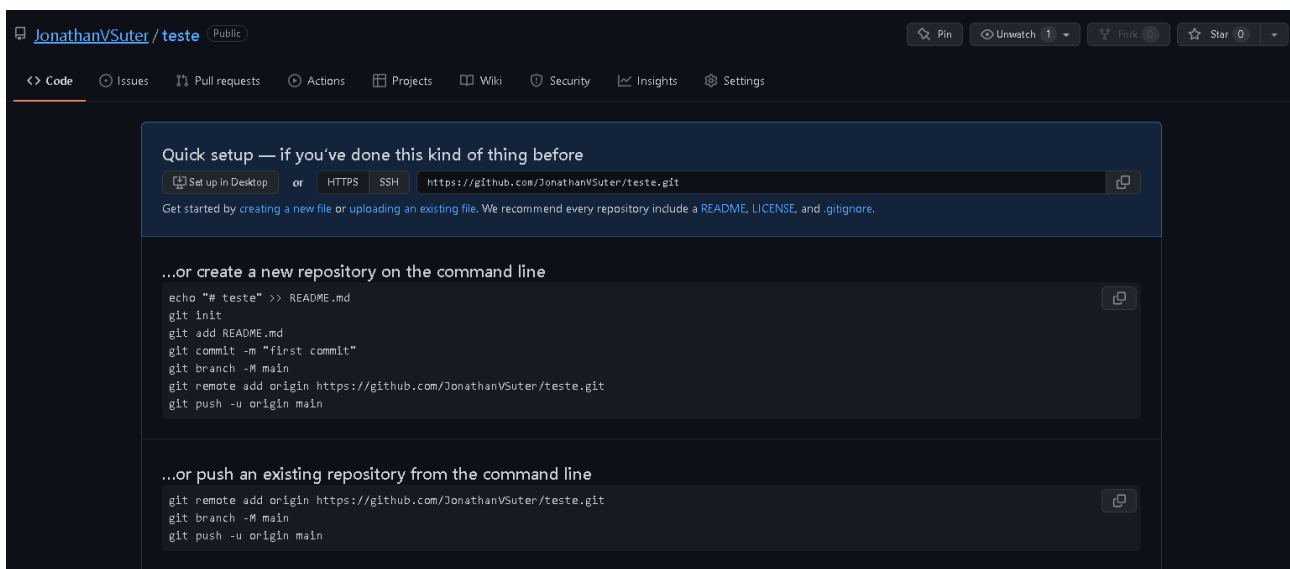 JonathanVSuter / teste Public Pin Unwatch 1 Fork 0 Star 0
<> Code Issues Pull requests Actions Projects Wiki Security Insights Settings
Quick setup — if you've done this kind of thing before
Set up in Desktop or HTTPS SSH https://github.com/JonathanVSuter/teste.git
Get started by creating a new file or uploading an existing file. We recommend every repository include a README, LICENSE, and .gitignore.
...or create a new repository on the command line
echo "# teste" >> README.md
git init
git add README.md
git commit -m "first commit"
git branch -M main
git remote add origin https://github.com/JonathanVSuter/teste.git
git push -u origin main
...or push an existing repository from the command line
git remote add origin https://github.com/JonathanVSuter/teste.git
git branch -M main
git push -u origin main